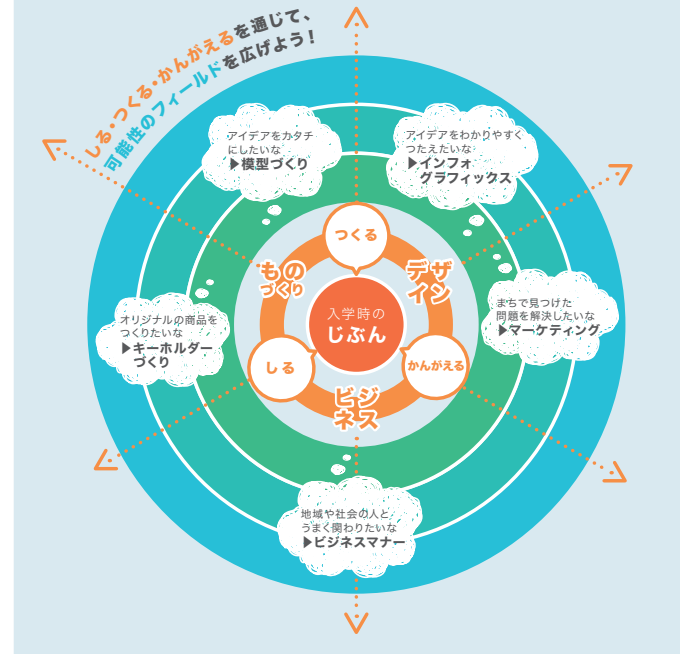 しる・つくる・かんがえるを通じて、
可能性のフィールドを広げよう！
アイデアをカタチ
にしたいな
▶模型づくり
アイデアをわかりやすく
つたえたいな
▶インフォ
グラフィックス
つくる
もの
づくり
デザ
イン
入学時の
じぶん
オリジナルの商品を
つくりたいな
▶キーホルダー
づくり
まちで見つけた
問題を解決したいな
▶マーケティング
しる
かんがえる
ビジ
ネス
地域や社会の人と
うまく関わりたいな
▶ビジネスマナー